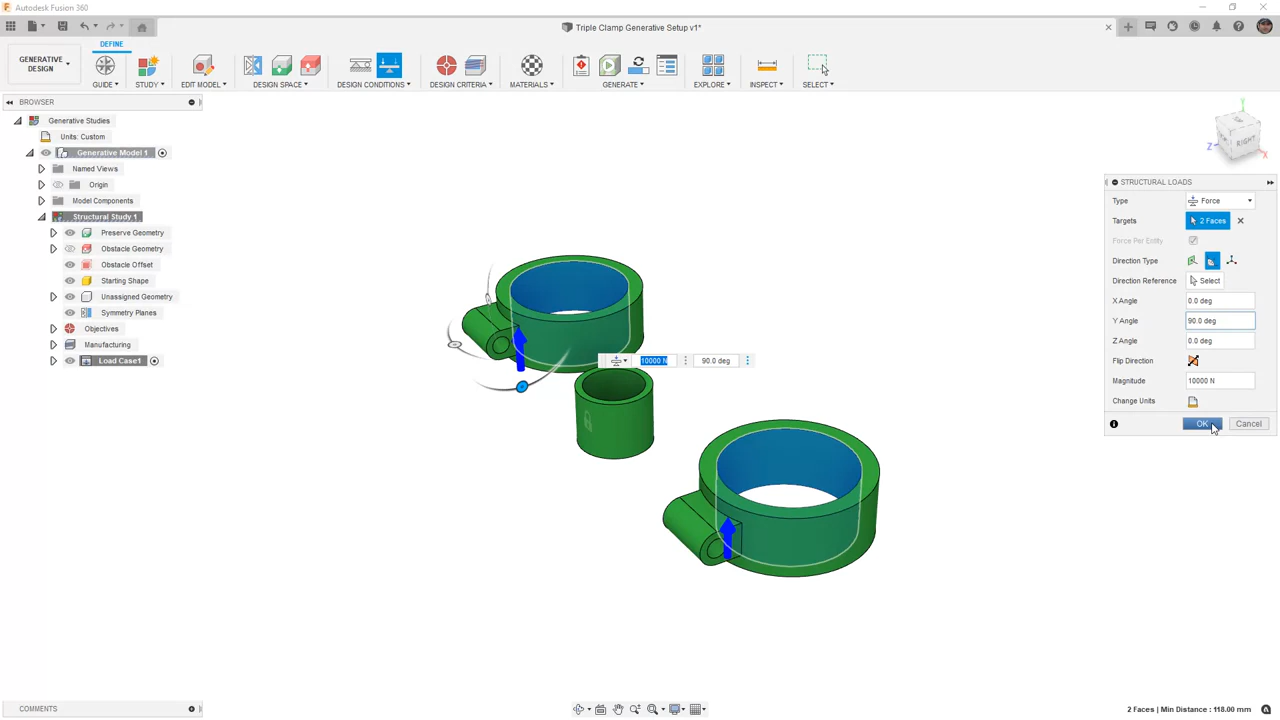 Autodesk Fusion 360
Triple Clamp Generative Setup v1*
DEFINE
GENERATIVE
DESIGN
GUIDE
STUDY
EDIT MODEL
DESIGN SPACE
DESIGN CONDITIONS
DESIGN CRITERIA
MATERIALS
GENERATE
EXPLORE
INSPECT
SELECT
BROWSER
Generative Studies
Units: Custom
Generative Model 1
Named Views
Origin
Model Components
Structural Study 1
Preserve Geometry
Obstacle Geometry
Obstacle Offset
Starting Shape
Unassigned Geometry
Symmetry Planes
Objectives
Manufacturing
Load Case1
10000 N
90.0 deg
RIGHT
Y
Z
X
STRUCTURAL LOADS
Type Force
Targets 2 Faces
Force Per Entity
Direction Type
Direction Reference Select
X Angle 0.0 deg
Y Angle 90.0 deg
Z Angle 0.0 deg
Flip Direction
Magnitude 10000 N
Change Units
OK Cancel
COMMENTS
2 Faces | Min Distance : 118.00 mm